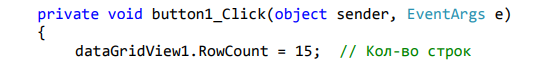 private void button1_Click(object sender, EventArgs e)
{
dataGridView1.RowCount = 15;  // Кол-во строк